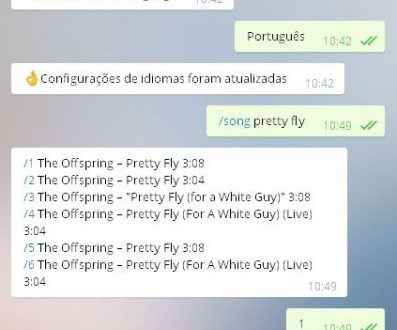 10:42
Português
10:42
👌Configurações de idiomas foram atualizadas
10:42
/song pretty fly
10:49
/1 The Offspring – Pretty Fly 3:08
/2 The Offspring – Pretty Fly 3:04
/3 The Offspring – "Pretty Fly (for a White Guy)" 3:08
/4 The Offspring – Pretty Fly (For A White Guy) (Live)
3:04
/5 The Offspring – Pretty Fly 3:08
/6 The Offspring – Pretty Fly (For A White Guy) (Live)
3:04
10:49
1
10:49